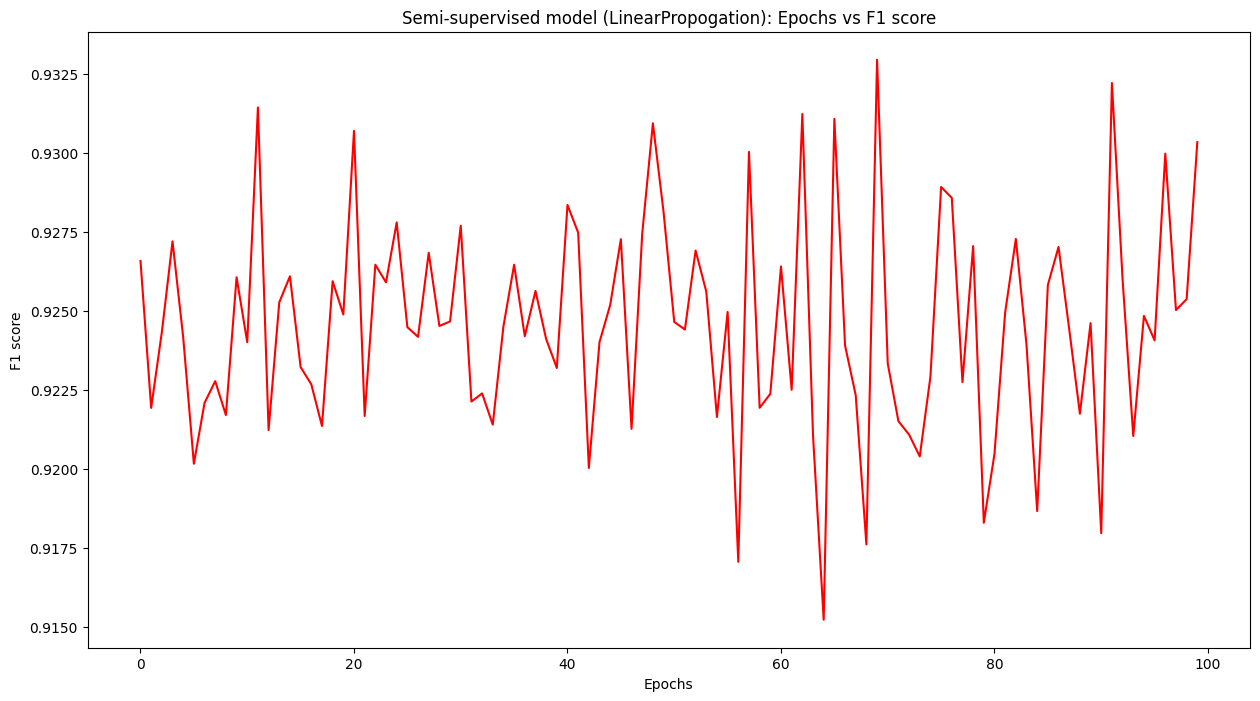 Semi-supervised model (LinearPropogation): Epochs vs F1 score
0.9325
0.9300
0.9275
0.9250
0.9225
0.9200
0.9175
0.9150
F1 score
0 20 40 60 80 100
Epochs